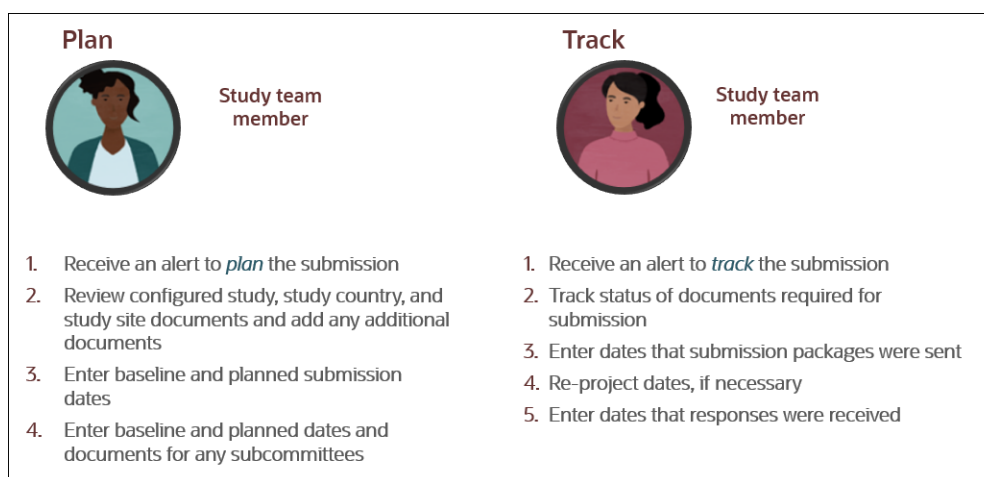 Plan
Study team
member
1. Receive an alert to plan the submission
2. Review configured study, study country, and
study site documents and add any additional
documents
3. Enter baseline and planned submission
dates
4. Enter baseline and planned dates and
documents for any subcommittees
Track
Study team
member
1. Receive an alert to track the submission
2. Track status of documents required for
submission
3. Enter dates that submission packages were sent
4. Re-project dates, if necessary
5. Enter dates that responses were received